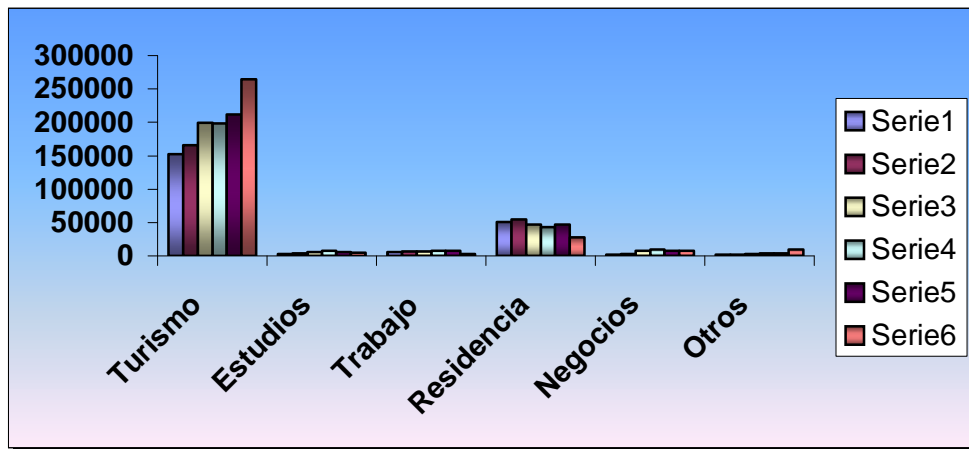 300000
250000
200000
150000
100000
50000
0
Turismo
Estudios
Trabajo
Residencia
Negocios
Otros
Serie1
Serie2
Serie3
Serie4
Serie5
Serie6